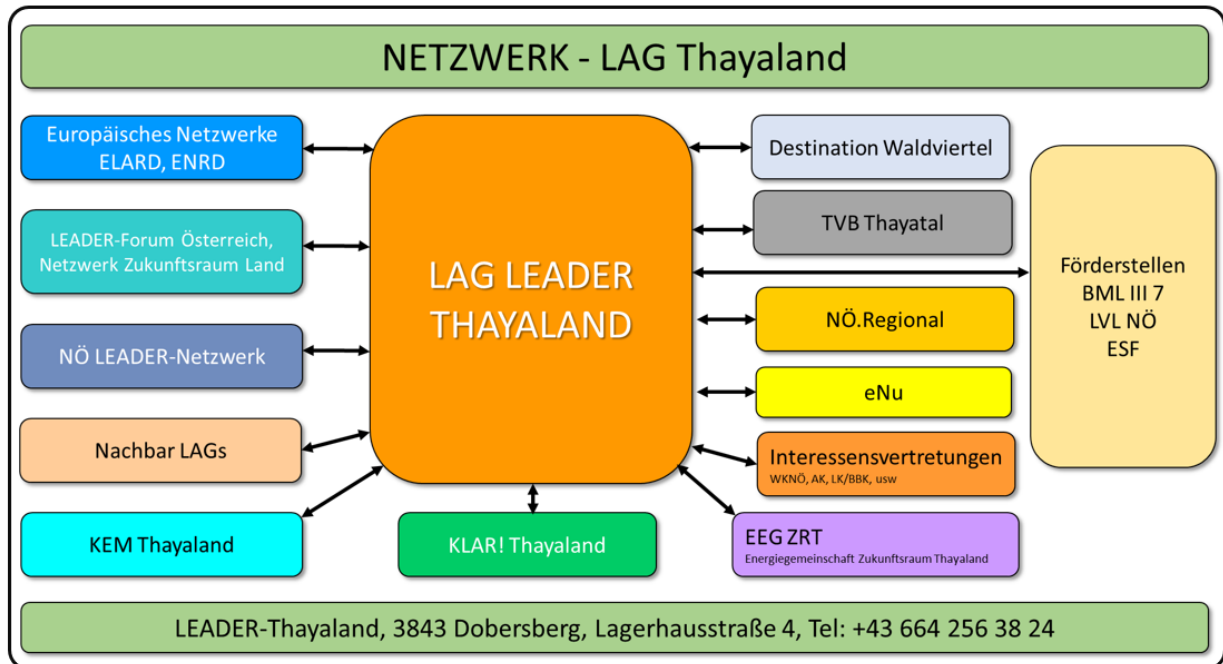 NETZWERK - LAG Thayaland
Europäisches Netzwerke
ELARD, ENRD
LEADER-Forum Österreich,
Netzwerk Zukunftsraum Land
NÖ LEADER-Netzwerk
Nachbar LAGs
KEM Thayaland
LAG LEADER
THAYALAND
KLAR! Thayaland
Destination Waldviertel
TVB Thayatal
NÖ.Regional
eNu
Interessensvertretungen
WKNÖ, AK, LK/BBK, usw
EEG ZRT
Energiegemeinschaft Zukunftsraum Thayaland
Förderstellen
BML III 7
LVL NÖ
ESF
LEADER-Thayaland, 3843 Dobersberg, Lagerhausstraße 4, Tel: +43 664 256 38 24